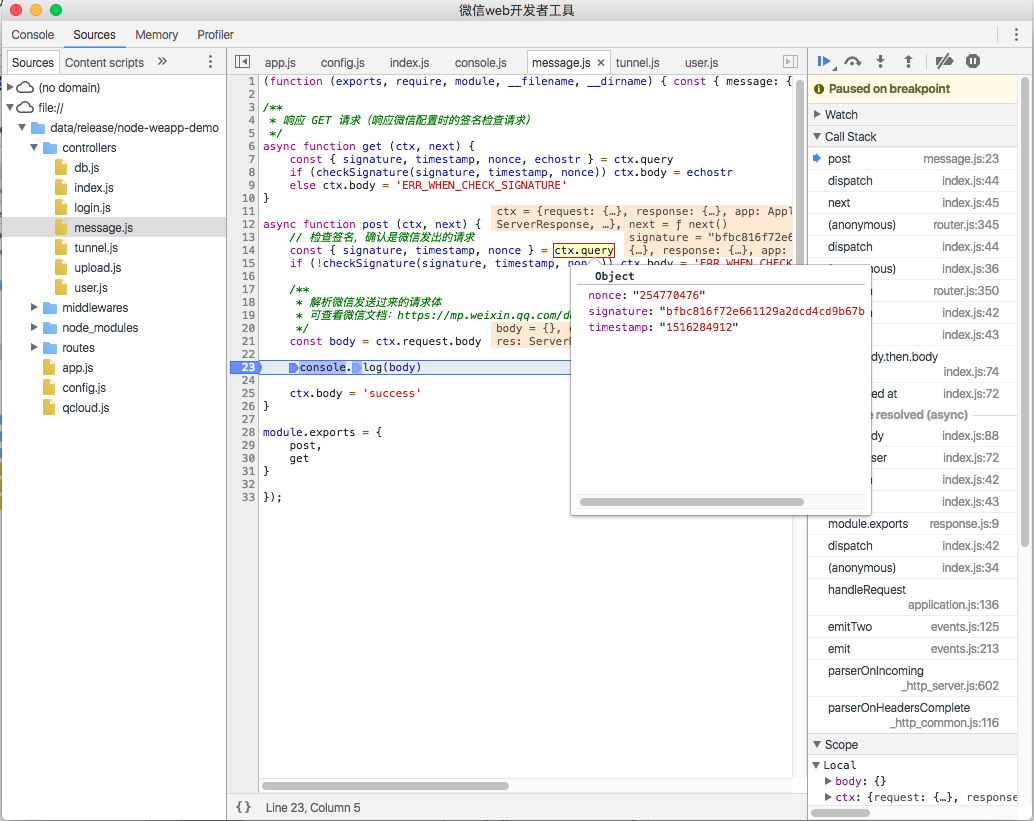 微信web开发者工具
Console Sources Memory Profiler
Sources Content scripts »
(no domain)
file://
data/release/node-weapp-demo
controllers
db.js
index.js
login.js
message.js
tunnel.js
upload.js
user.js
middlewares
node_modules
routes
app.js
config.js
qcloud.js
app.js config.js index.js console.js message.js × tunnel.js user.js
1 (function (exports, require, module, __filename, __dirname) { const { message: {
2
3 /**
4 * 响应 GET 请求（响应微信配置时的签名检查请求）
5 */
6 async function get (ctx, next) {
7 const { signature, timestamp, nonce, echostr } = ctx.query
8 if (checkSignature(signature, timestamp, nonce)) ctx.body = echostr
9 else ctx.body = 'ERR_WHEN_CHECK_SIGNATURE'
10 }
11
ctx = {request: {…}, response: {…}, app: Appl
12 async function post (ctx, next) { ServerResponse, …}, next = ƒ next()
13 // 检查签名，确认是微信发出的请求 signature = "bfbc816f72e6
14 const { signature, timestamp, nonce } = ctx.query {…}, response: {…}, app:
15 if (!checkSignature(signature, timestamp, nonce)) ctx.body = 'ERR_WHEN_CHECK
16
17 /**
18 * 解析微信发送过来的请求体
19 * 可查看微信文档：https://mp.weixin.qq.com/de
20 */ body = {}, c
21 const body = ctx.request.body res: ServerR
22
23 console.log(body)
24
25 ctx.body = 'success'
26 }
27
28 module.exports = {
29 post,
30 get
31 }
32
33 });
Object
nonce: "254770476"
signature: "bfbc816f72e661129a2dcd4cd9b67b
timestamp: "1516284912"
{} Line 23, Column 5
Paused on breakpoint
Watch
Call Stack
post message.js:23
dispatch index.js:44
next index.js:45
(anonymous) router.js:345
dispatch index.js:44
nymous) index.js:36
router.js:350
index.js:42
index.js:43
dy.then.body
index.js:74
ed at index.js:72
e resolved (async)
dy index.js:88
ser index.js:72
index.js:42
index.js:43
module.exports response.js:9
dispatch index.js:42
(anonymous) index.js:34
handleRequest
application.js:136
emitTwo events.js:125
emit events.js:213
parserOnIncoming
_http_server.js:602
parserOnHeadersComplete
_http_common.js:116
Scope
Local
body: {}
ctx: {request: {…}, response